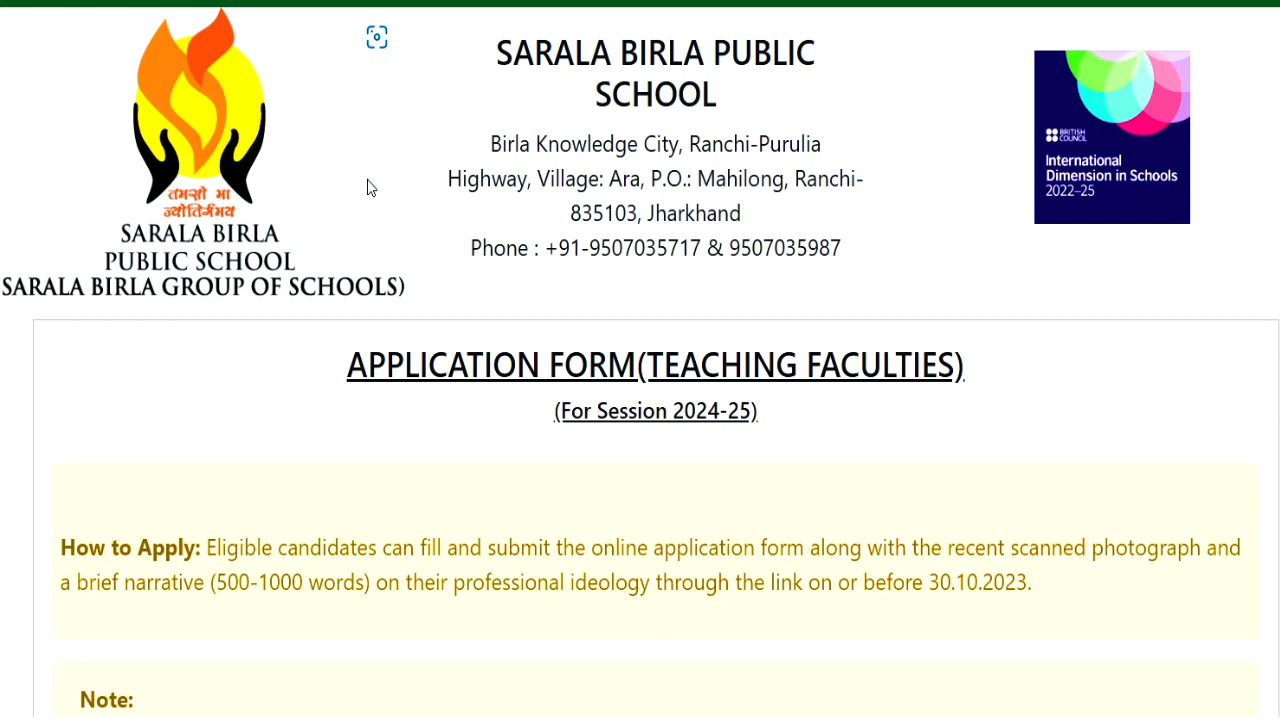 SARALA BIRLA PUBLIC
SCHOOL
Birla Knowledge City, Ranchi-Purulia
Highway, Village: Ara, P.O.: Mahilong, Ranchi-
835103, Jharkhand
Phone : +91-9507035717 & 9507035987
तमसो मा
ज्योतिर्गमय
SARALA BIRLA
PUBLIC SCHOOL
SARALA BIRLA GROUP OF SCHOOLS)
BRITISH
COUNCIL
International
Dimension in Schools
2022–25
APPLICATION FORM(TEACHING FACULTIES)
(For Session 2024-25)
How to Apply: Eligible candidates can fill and submit the online application form along with the recent scanned photograph and
a brief narrative (500-1000 words) on their professional ideology through the link on or before 30.10.2023.
Note: